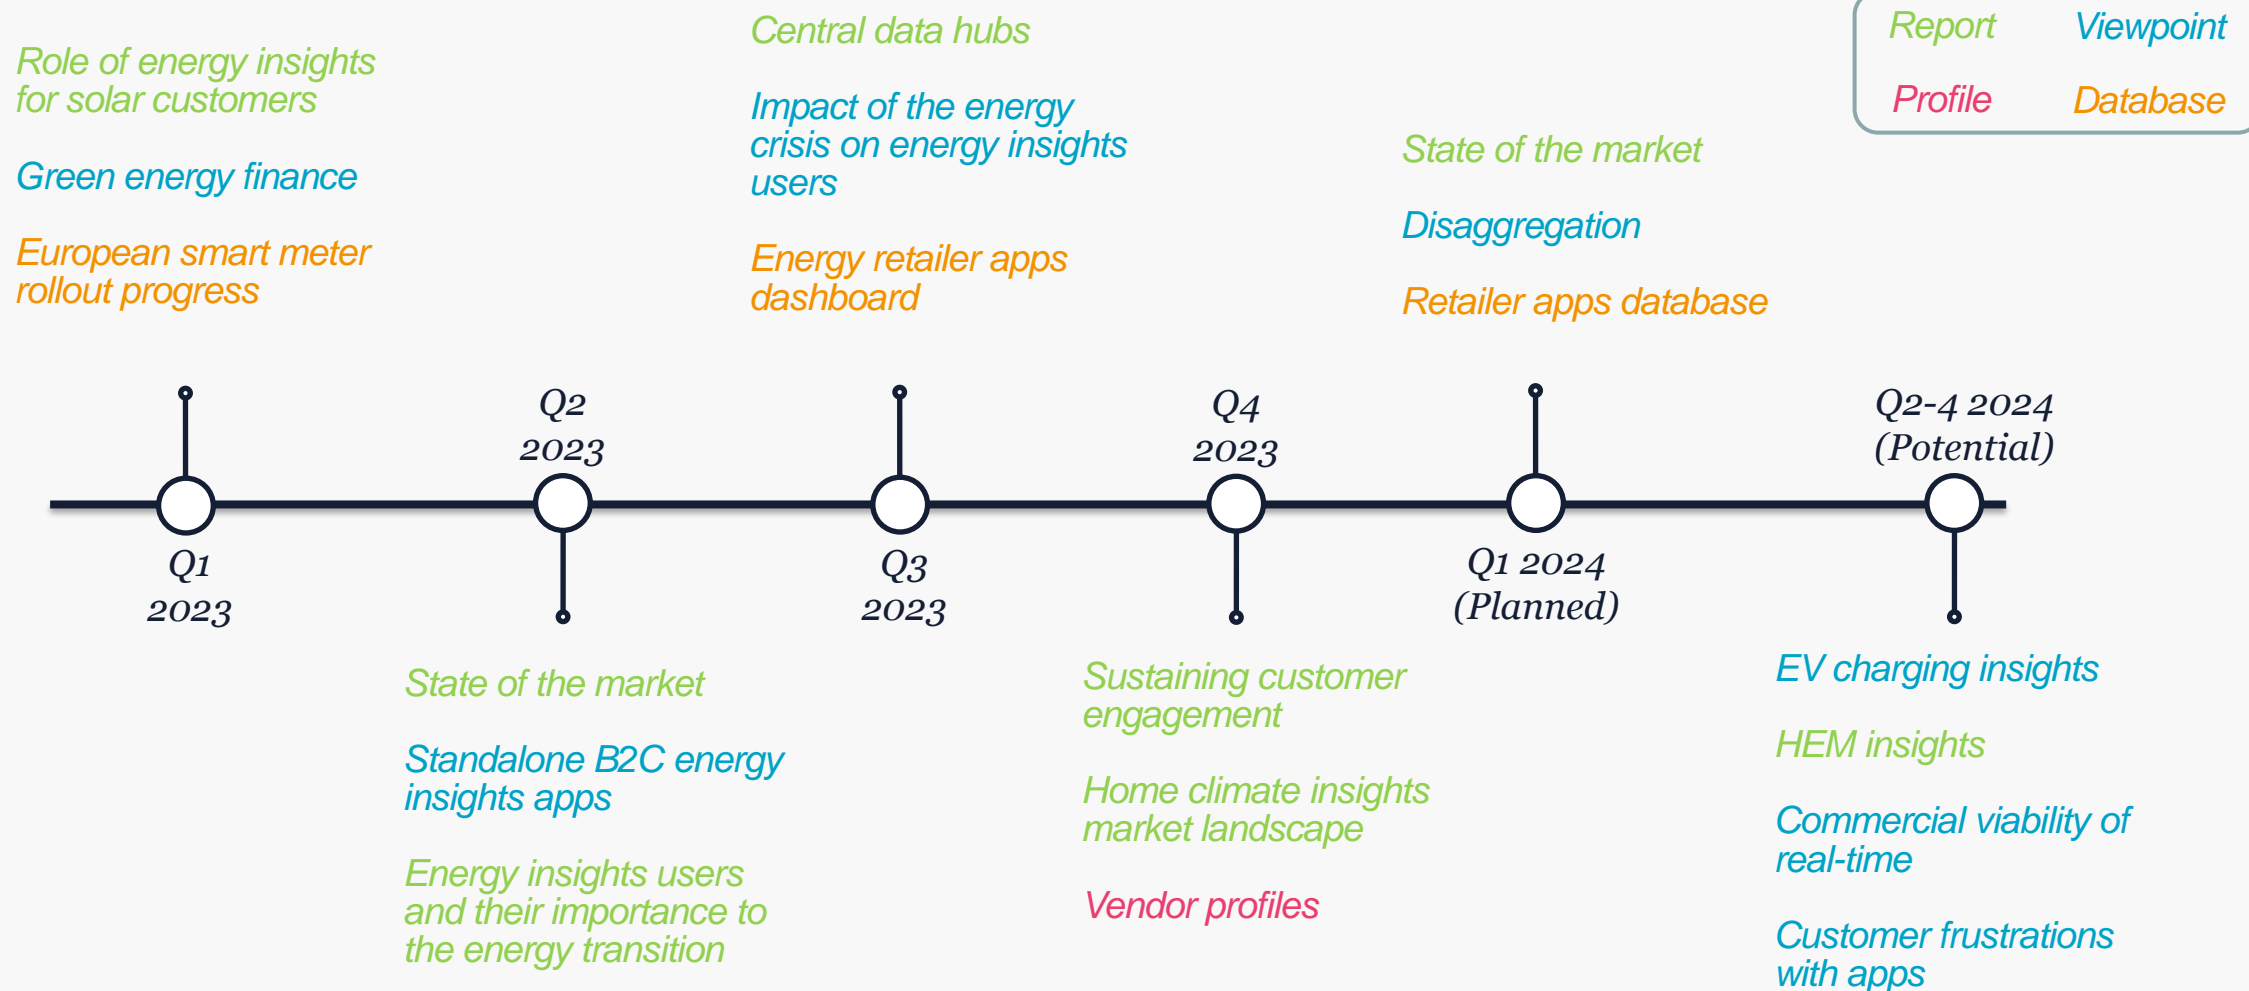 Role of energy insights
for solar customers
Green energy finance
European smart meter
rollout progress
Central data hubs
Impact of the energy
crisis on energy insights
users
Energy retailer apps
dashboard
State of the market
Disaggregation
Retailer apps database
Report
Viewpoint
Profile
Database
Q1
2023
Q2
2023
Q3
2023
Q4
2023
Q1 2024
(Planned)
Q2-4 2024
(Potential)
State of the market
Standalone B2C energy
insights apps
Energy insights users
and their importance to
the energy transition
Sustaining customer
engagement
Home climate insights
market landscape
Vendor profiles
EV charging insights
HEM insights
Commercial viability of
real-time
Customer frustrations
with apps